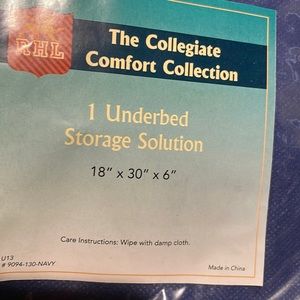 RHL
The Collegiate
Comfort Collection
1 Underbed
Storage Solution
18" x 30" x 6"
Care Instructions: Wipe with damp cloth.
U13
# 9094-130-NAVY
Made in China